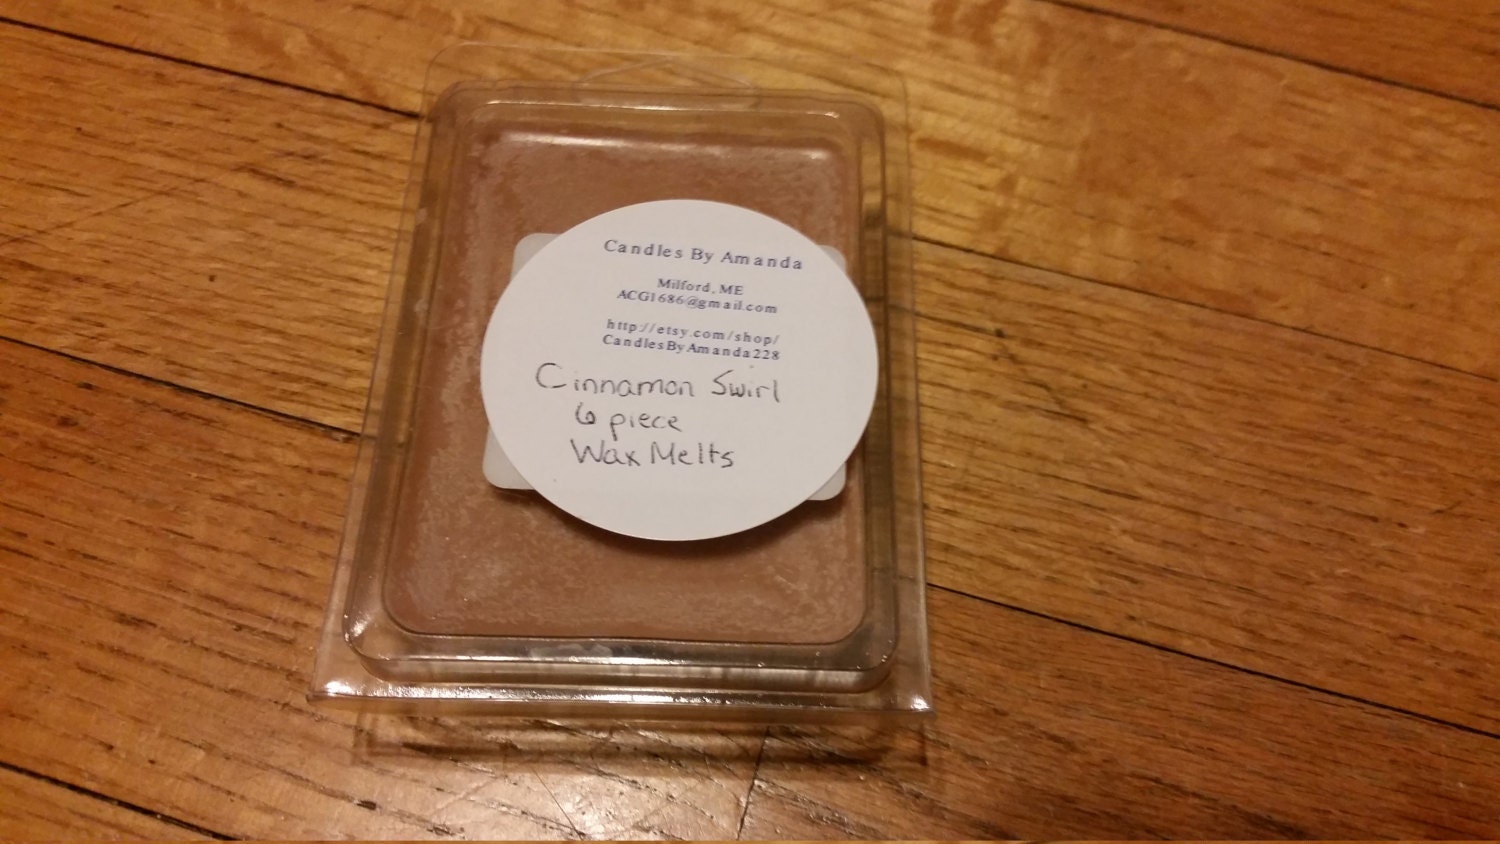 Candles By Amanda
Milford, ME
ACG1686@gmail.com
http://etsy.com/shop/
CandlesByAmanda228
Cinnamon Swirl
6 piece
Wax Melts